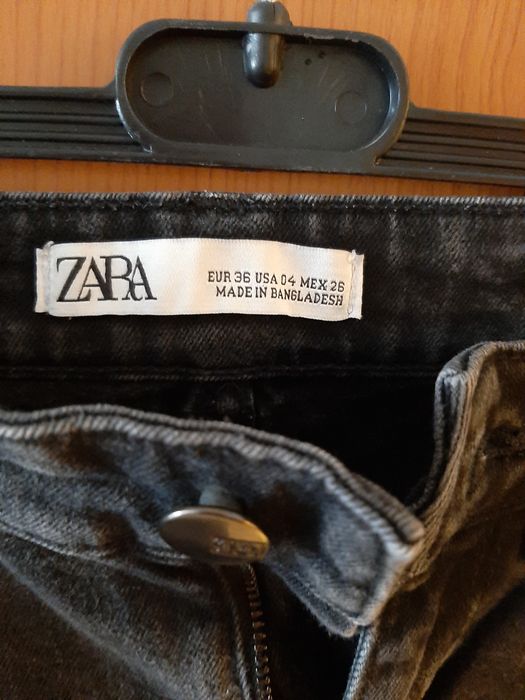 ZARA
EUR 36 USA 04 MEX 26
MADE IN BANGLADESH